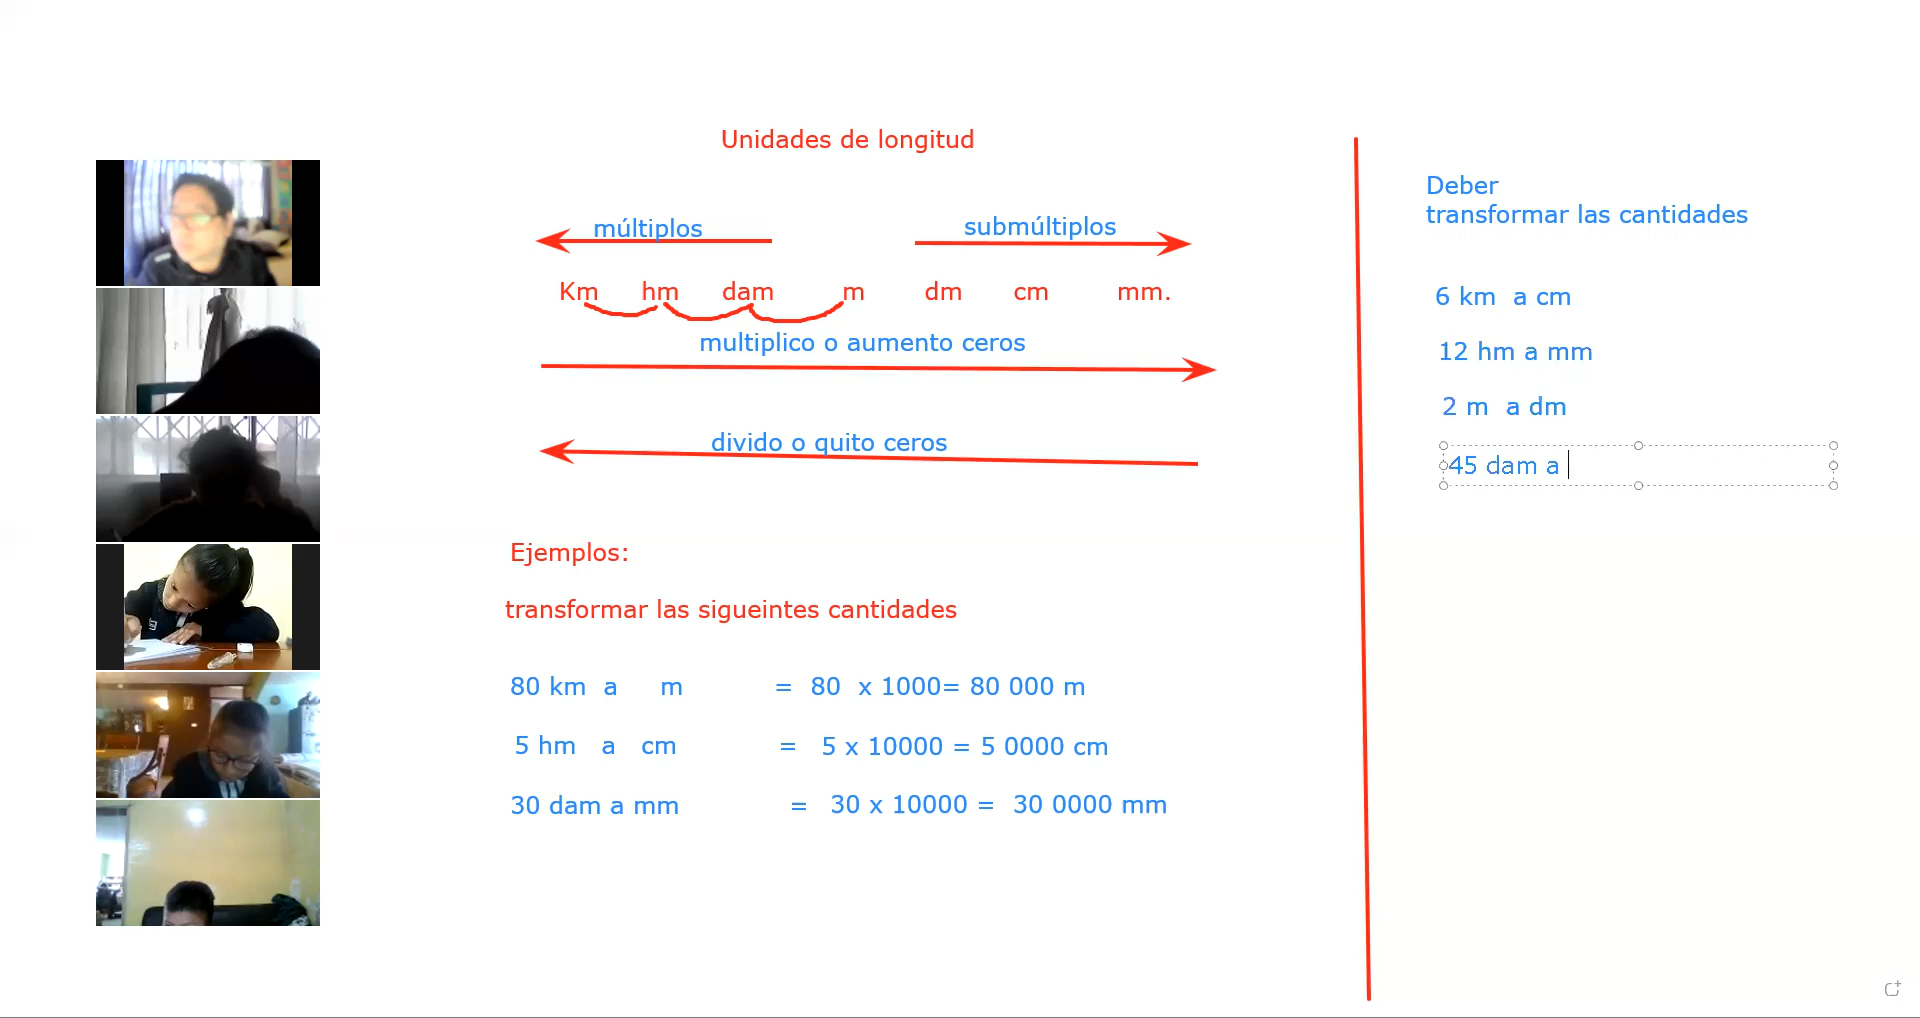 Unidades de longitud
múltiplos submúltiplos
Km hm dam m dm cm mm.
multiplico o aumento ceros
divido o quito ceros
Ejemplos:
transformar las sigueintes cantidades
80 km a m = 80 x 1000= 80 000 m
5 hm a cm = 5 x 10000 = 5 0000 cm
30 dam a mm = 30 x 10000 = 30 0000 mm
Deber
transformar las cantidades
6 km a cm
12 hm a mm
2 m a dm
45 dam a